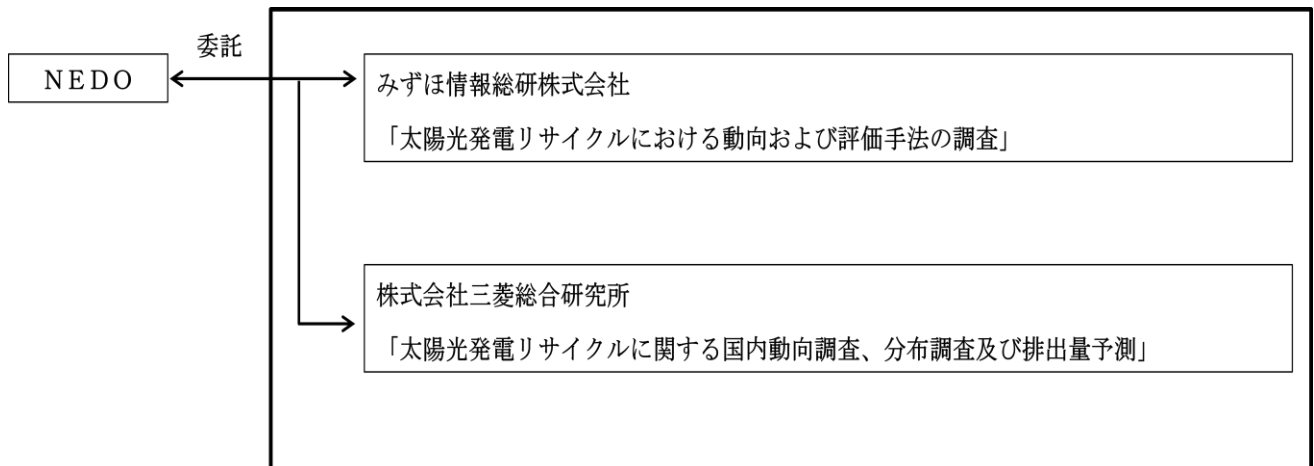 委託
ＮＥＤＯ
みずほ情報総研株式会社
「太陽光発電リサイクルにおける動向および評価手法の調査」
株式会社三菱総合研究所
「太陽光発電リサイクルに関する国内動向調査、分布調査及び排出量予測」